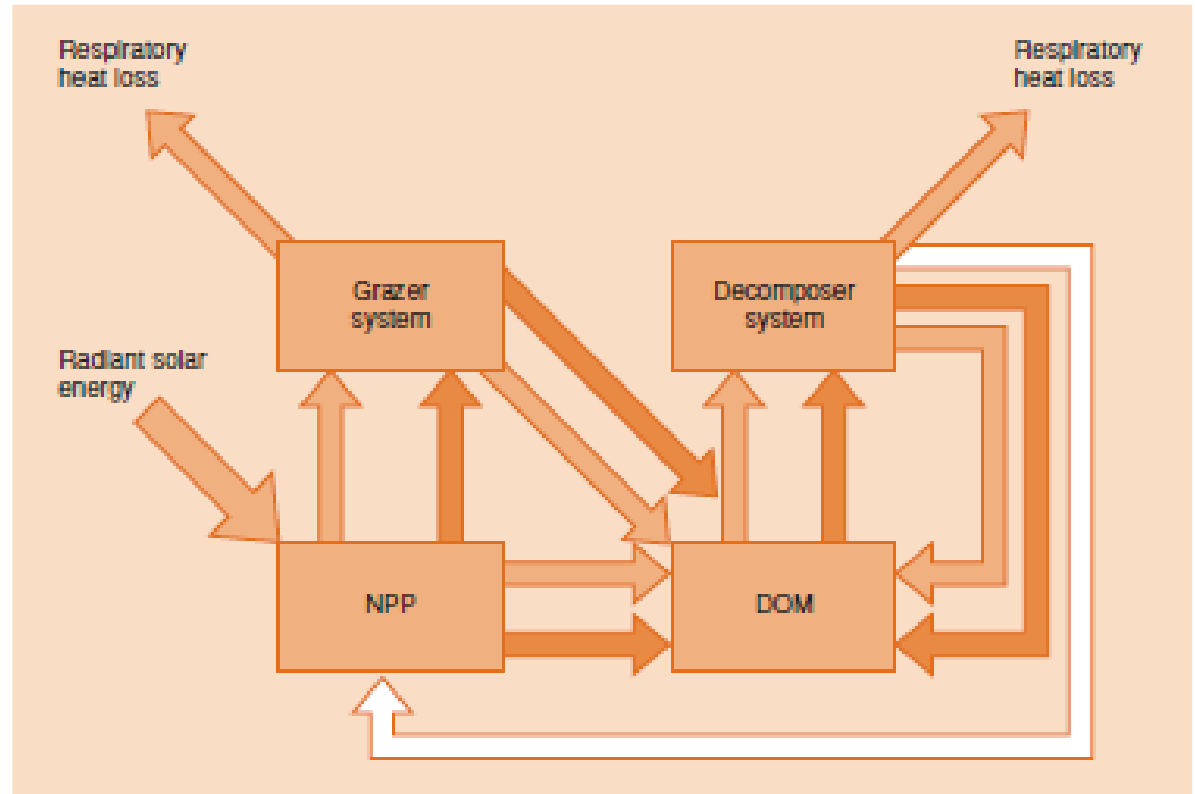 Respiratory
heat loss
Respiratory
heat loss
Grazer
system
Decomposer
system
Radiant solar
energy
NPP
DOM